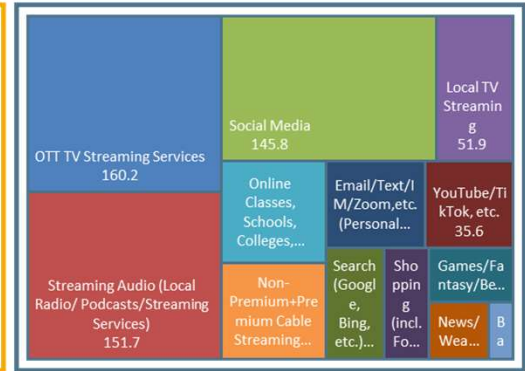 OTT TV Streaming Services
160.2
Streaming Audio (Local
Radio/ Podcasts/Streaming
Services)
151.7
Social Media
145.8
Local TV
Streamin
g
51.9
Online
Classes,
Schools,
Colleges,...
Email/Text/I
M/Zoom,etc.
(Personal...
YouTube/Ti
kTok, etc.
35.6
Non-
Premium+Pre
mium Cable
Streaming...
Search
(Googl
e,
Bing,
etc.)...
Sho
ppin
g
(incl.
Fo...
Games/Fa
ntasy/Be...
News/
Wea...
Ba